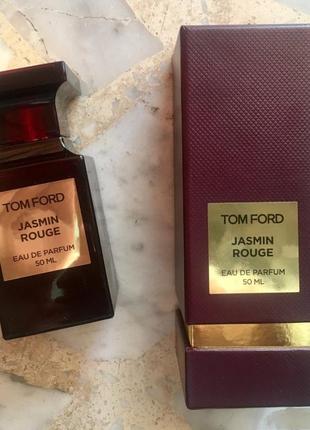 TOM FORD
JASMIN
ROUGE
EAU DE PARFUM
50 ML
TOM FORD
JASMIN
ROUGE
EAU DE PARFUM
50 ML